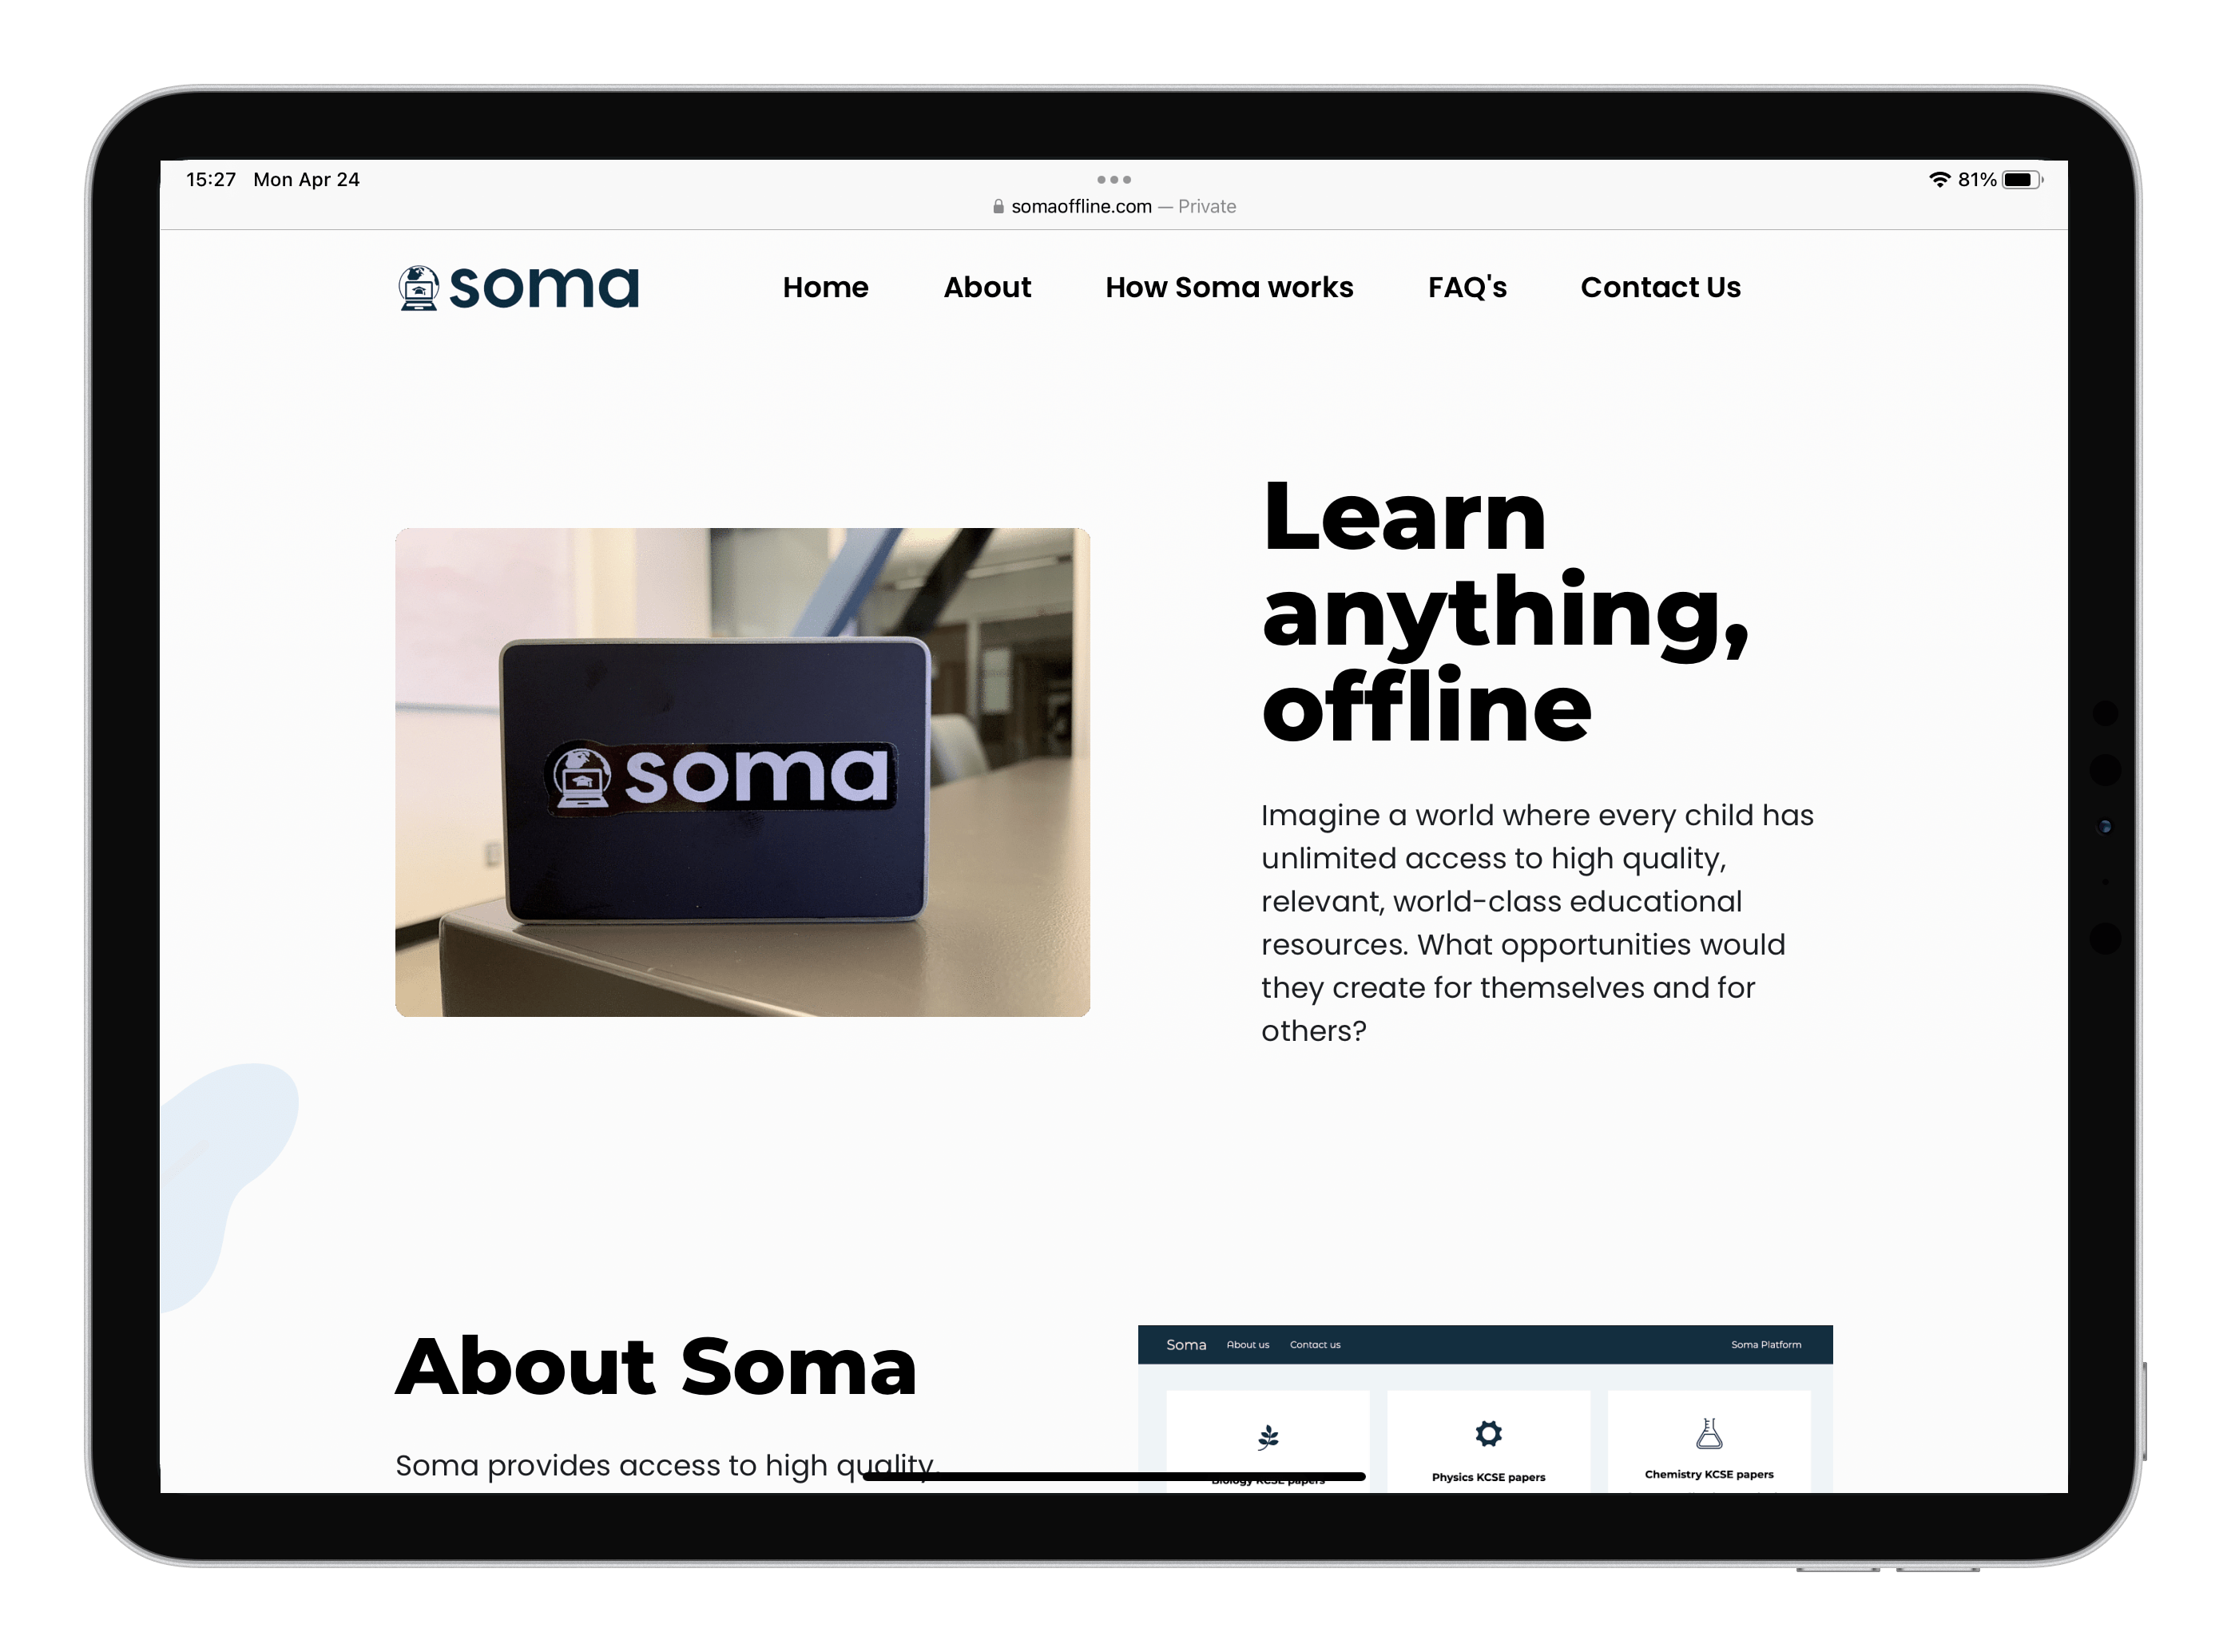 15:27 Mon Apr 24
81%
somaoffline.com — Private
soma
Home About How Soma works FAQ's Contact Us
soma
Learn
anything,
offline
Imagine a world where every child has
unlimited access to high quality,
relevant, world-class educational
resources. What opportunities would
they create for themselves and for
others?
About Soma
Soma provides access to high quality,
Soma About us Contact us Soma Platform
Biology KCSE papers
Physics KCSE papers
Chemistry KCSE papers